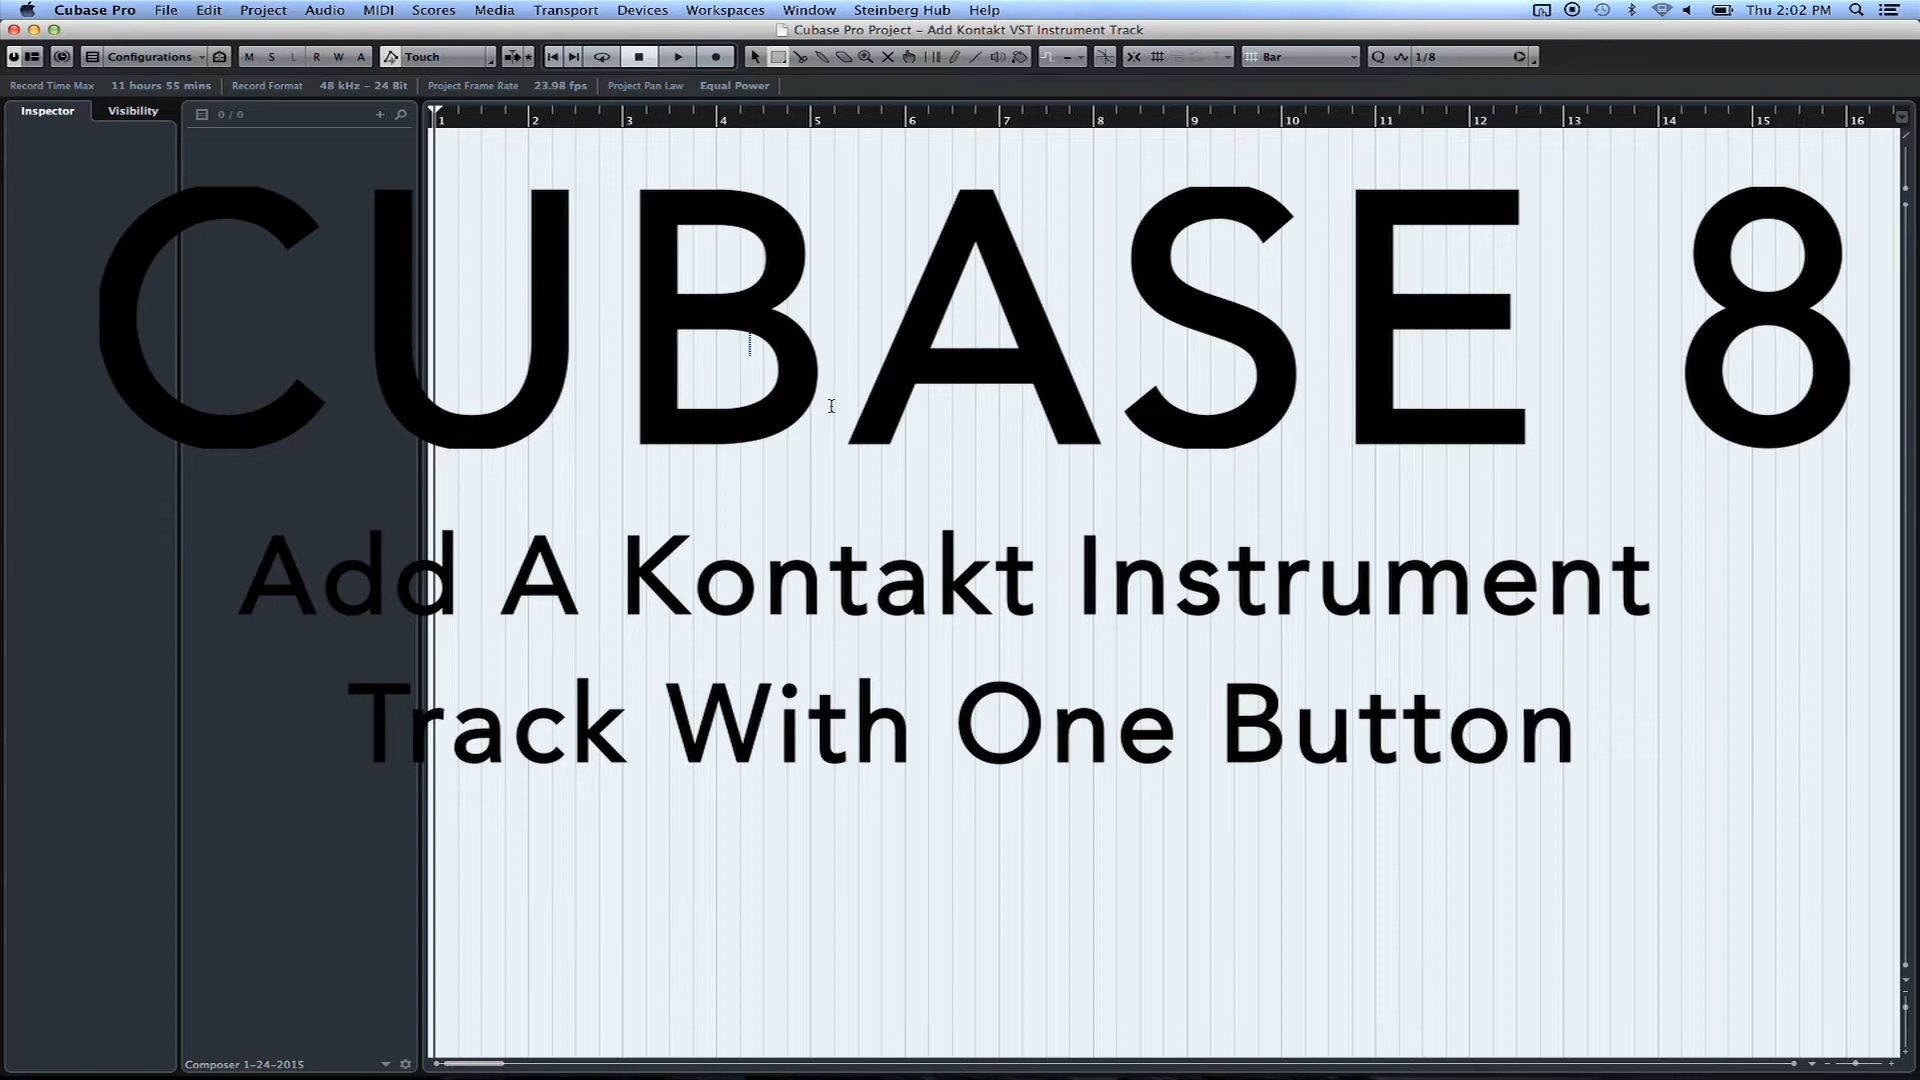 Cubase Pro File Edit Project Audio MIDI Scores Media Transport Devices Workspaces Window Steinberg Hub Help Thu 2:02 PM
Cubase Pro Project – Add Kontakt VST Instrument Track
Configurations M S L R W A Touch Bar Q 1/8
Record Time Max 11 hours 55 mins Record Format 48 kHz - 24 Bit Project Frame Rate 23.98 fps Project Pan Law Equal Power
Inspector Visibility 0 / 0
1 2 3 4 5 6 7 8 9 10 11 12 13 14 15 16
CUBASE 8
Add A Kontakt Instrument
Track With One Button
Composer 1-24-2015